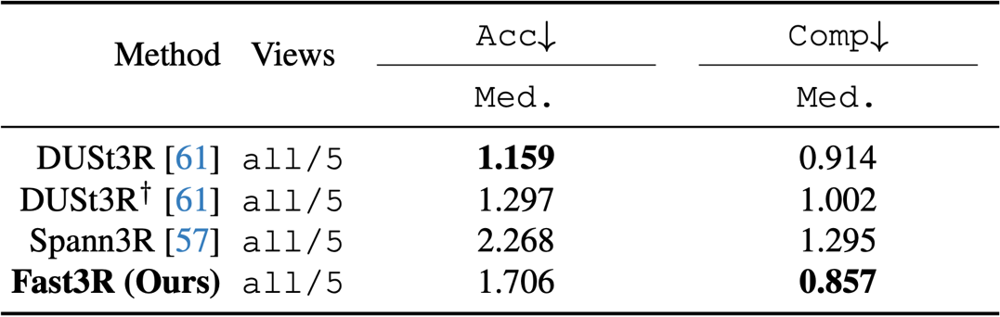 Method Views Acc↓ Comp↓
Med. Med.
DUSt3R [61] all/5 1.159 0.914
DUSt3R† [61] all/5 1.297 1.002
Spann3R [57] all/5 2.268 1.295
Fast3R (Ours) all/5 1.706 0.857